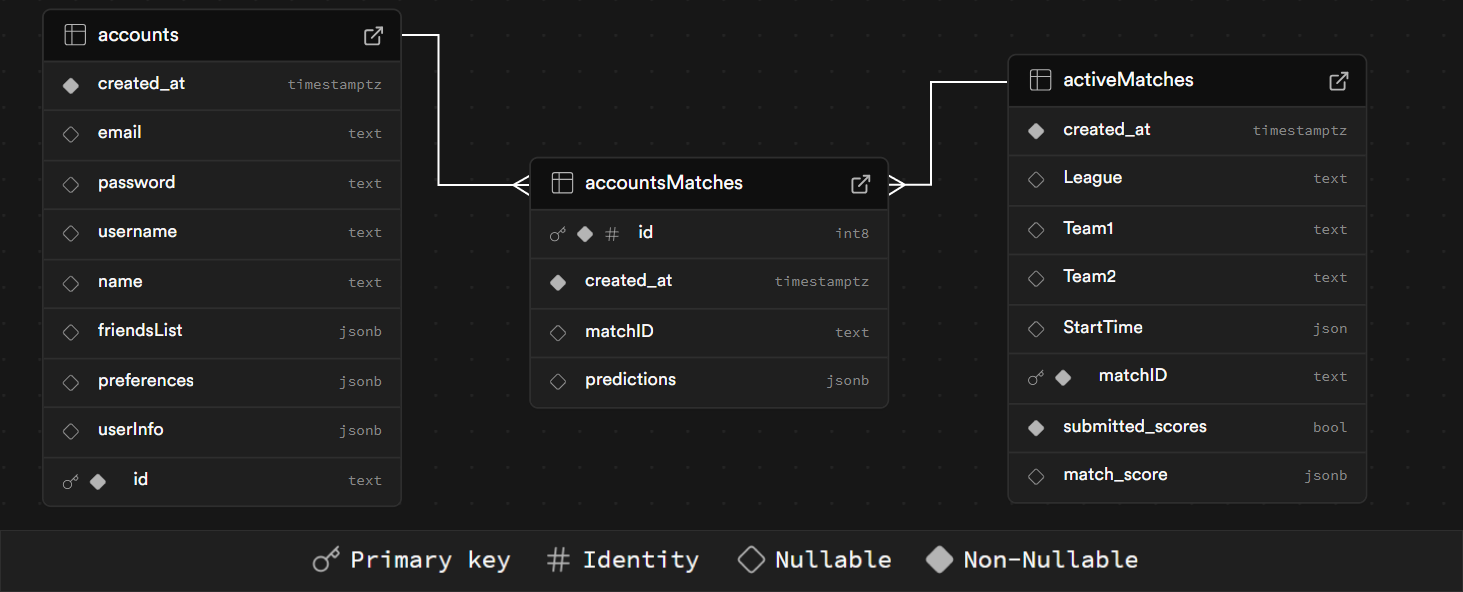 accounts
created_at timestamptz
email text
password text
username text
name text
friendsList jsonb
preferences jsonb
userInfo jsonb
id text
accountsMatches
id int8
created_at timestamptz
matchID text
predictions jsonb
activeMatches
created_at timestamptz
League text
Team1 text
Team2 text
StartTime json
matchID text
submitted_scores bool
match_score jsonb
Primary key # Identity Nullable Non-Nullable